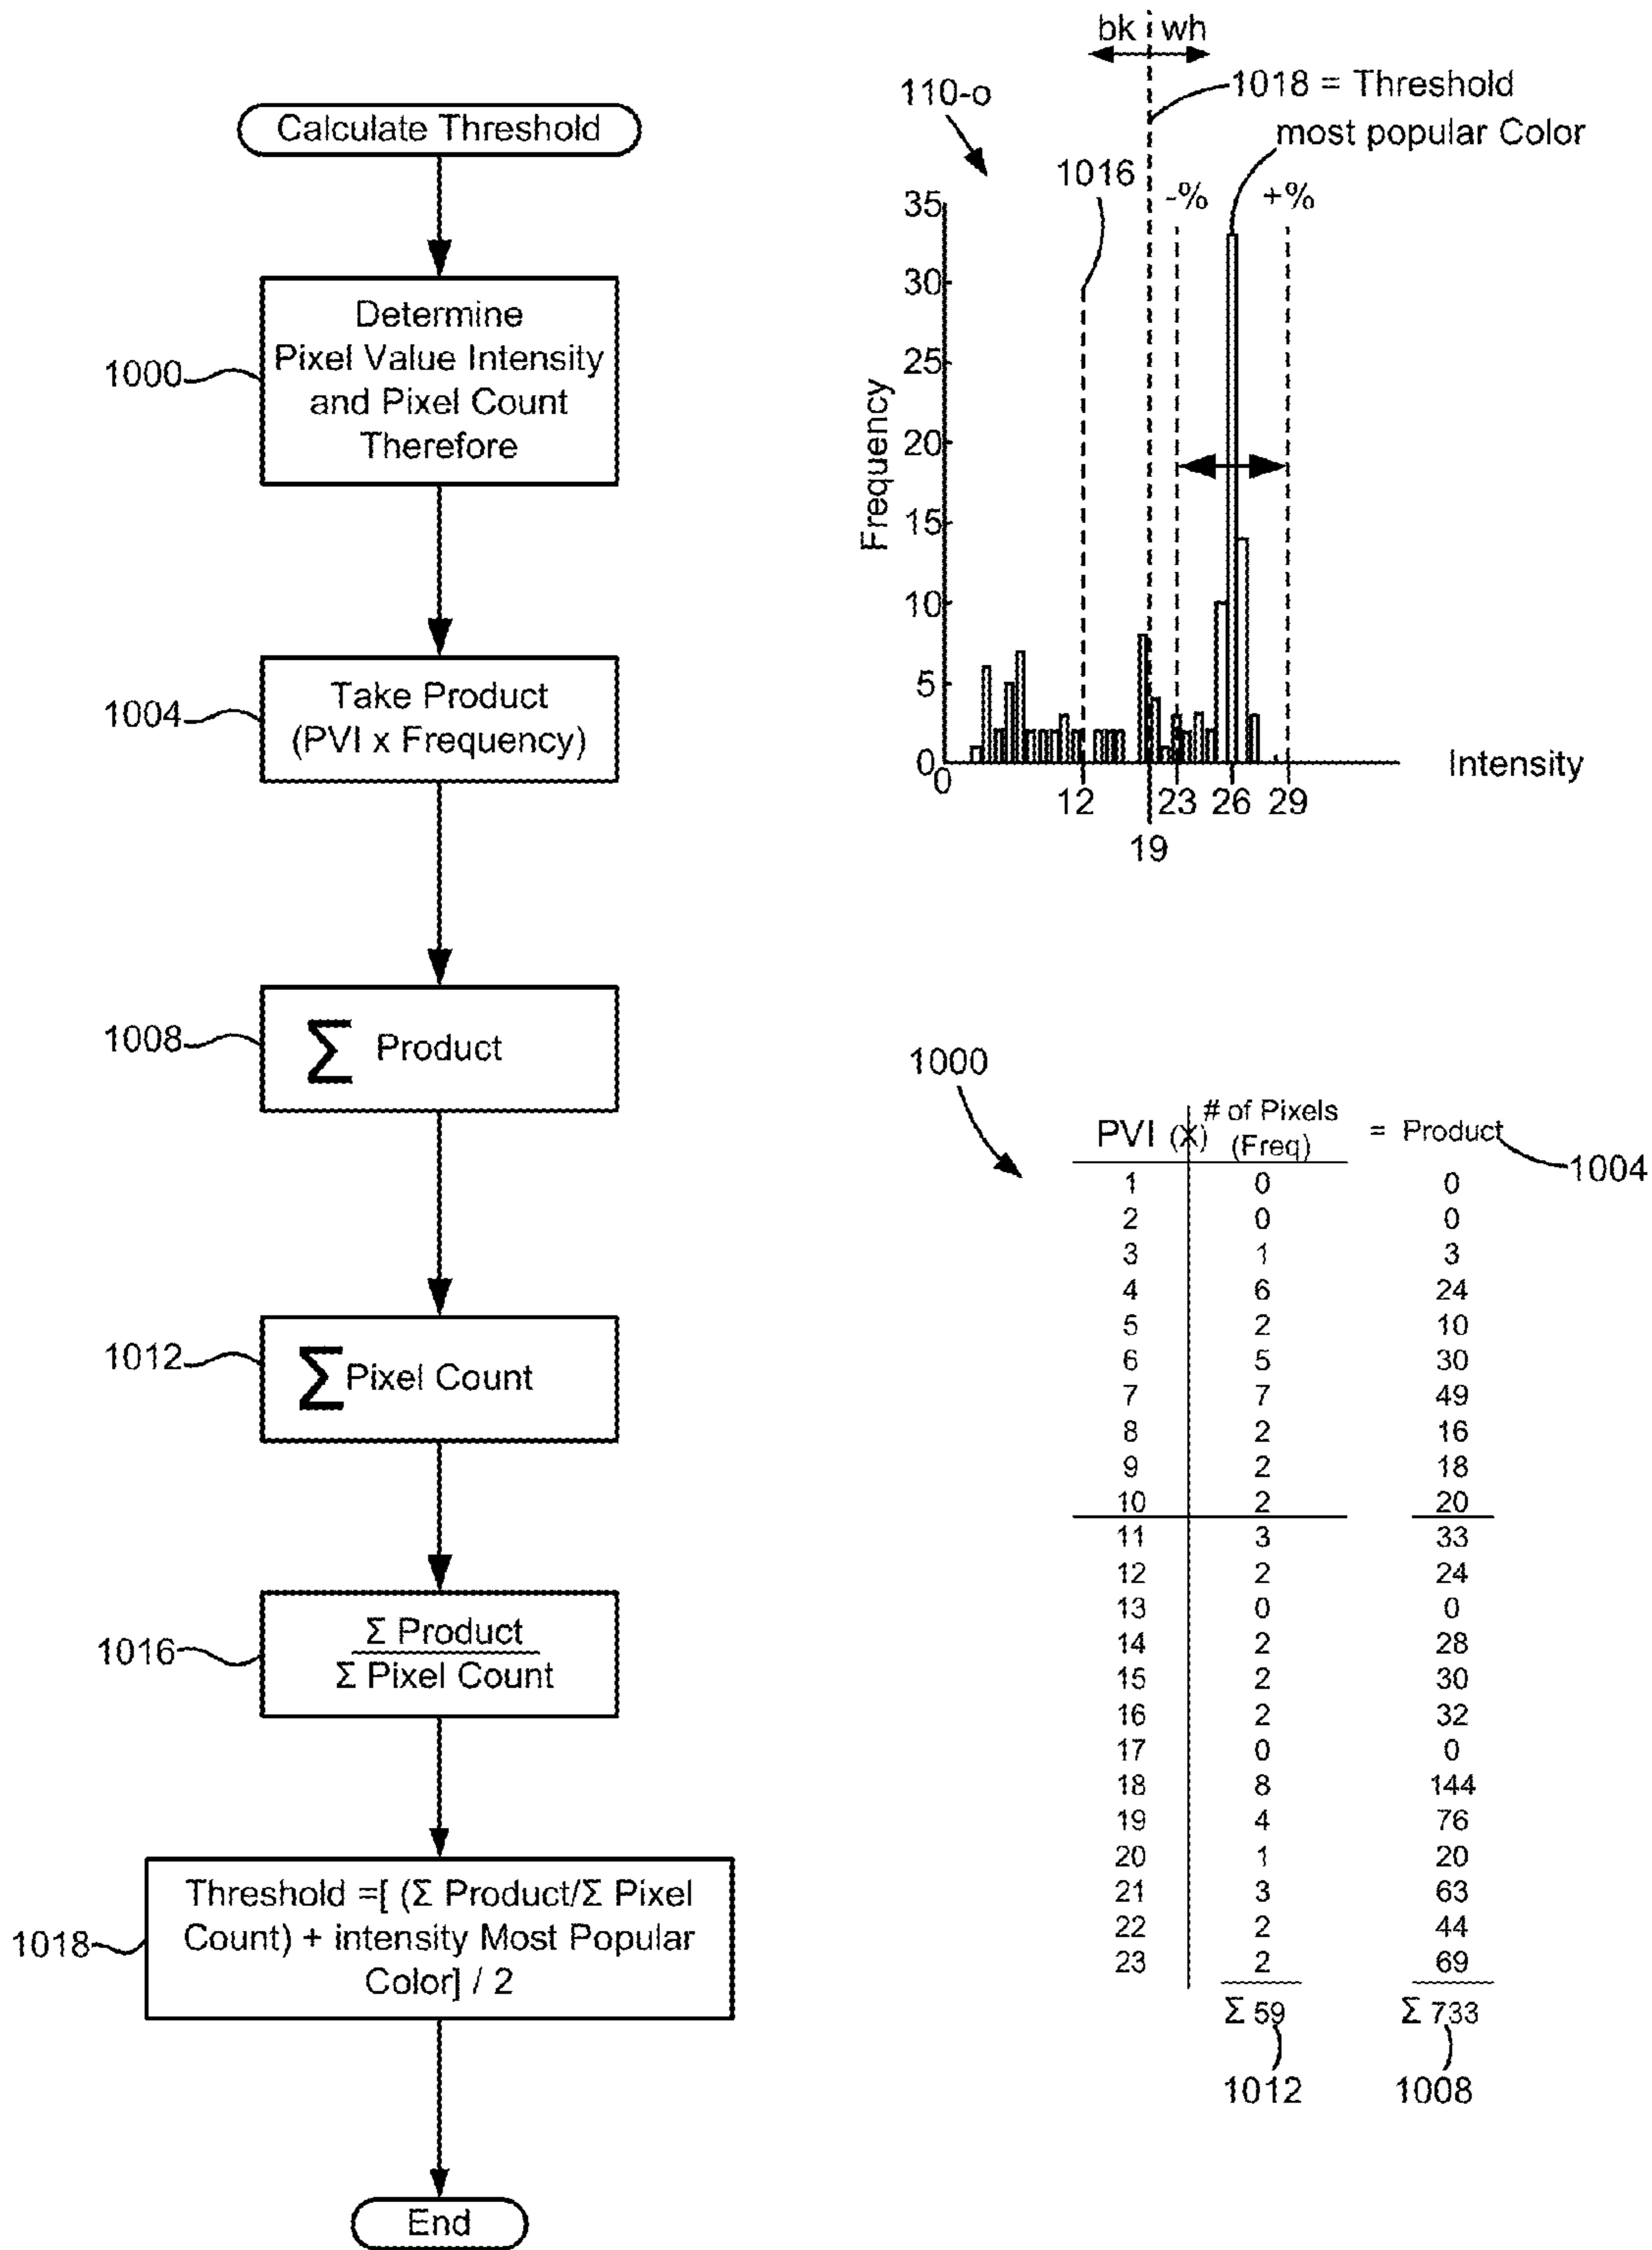 Calculate Threshold
1000
Determine
Pixel Value Intensity
and Pixel Count
Therefore
1004
Take Product
(PVI x Frequency)
1008
Σ Product
1012
Σ Pixel Count
1016
Σ Product
Σ Pixel Count
1018
Threshold =[ (Σ Product/Σ Pixel
Count) + intensity Most Popular
Color] / 2
End
bk wh
110-o
1018 = Threshold
most popular Color
1016
-% +%
35
30
25
20
15
10
5
0
Frequency
0 12 23 26 29
19
Intensity
1000
PVI (X) # of Pixels (Freq) = Product
1004
1 0 0
2 0 0
3 1 3
4 6 24
5 2 10
6 5 30
7 7 49
8 2 16
9 2 18
10 2 20
11 3 33
12 2 24
13 0 0
14 2 28
15 2 30
16 2 32
17 0 0
18 8 144
19 4 76
20 1 20
21 3 63
22 2 44
23 2 69
Σ 59 Σ 733
1012 1008